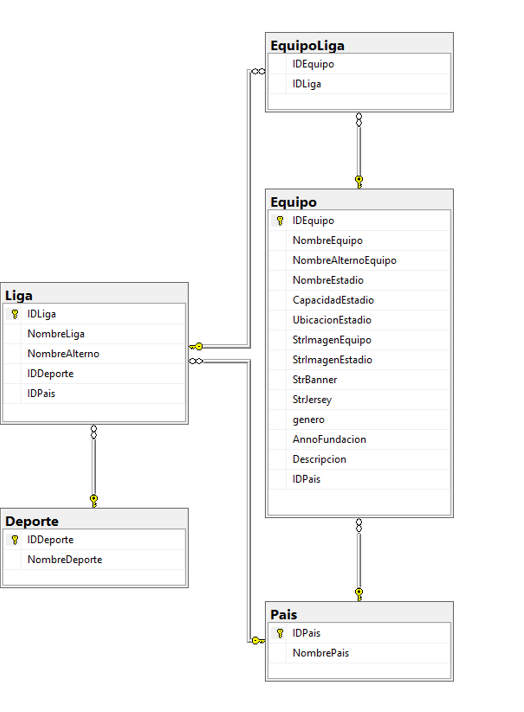 EquipoLiga
IDEquipo
IDLiga
Equipo
IDEquipo
NombreEquipo
NombreAlternoEquipo
NombreEstadio
CapacidadEstadio
UbicacionEstadio
StrImagenEquipo
StrImagenEstadio
StrBanner
StrJersey
genero
AnnoFundacion
Descripcion
IDPais
Liga
IDLiga
NombreLiga
NombreAlterno
IDDeporte
IDPais
Deporte
IDDeporte
NombreDeporte
Pais
IDPais
NombrePais